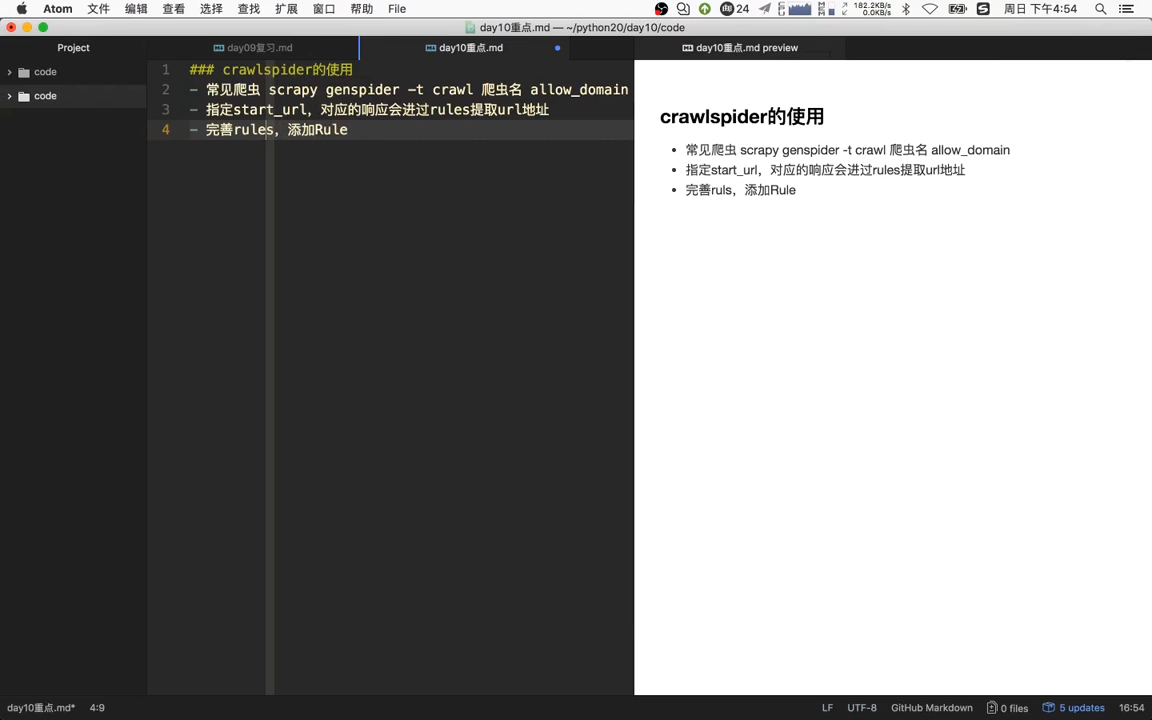 Atom 文件 编辑 查看 选择 查找 扩展 窗口 帮助 File 24 182.2KB/s 0.0KB/s 周日 下午4:54
day10重点.md — ~/python20/day10/code
Project day09复习.md day10重点.md day10重点.md preview
code
code
1 ### crawlspider的使用
2 - 常见爬虫 scrapy genspider -t crawl 爬虫名 allow_domain
3 - 指定start_url，对应的响应会进过rules提取url地址
4 - 完善rules，添加Rule
crawlspider的使用
常见爬虫 scrapy genspider -t crawl 爬虫名 allow_domain
指定start_url，对应的响应会进过rules提取url地址
完善ruls，添加Rule
day10重点.md* 4:9 LF UTF-8 GitHub Markdown 0 files 5 updates 16:54